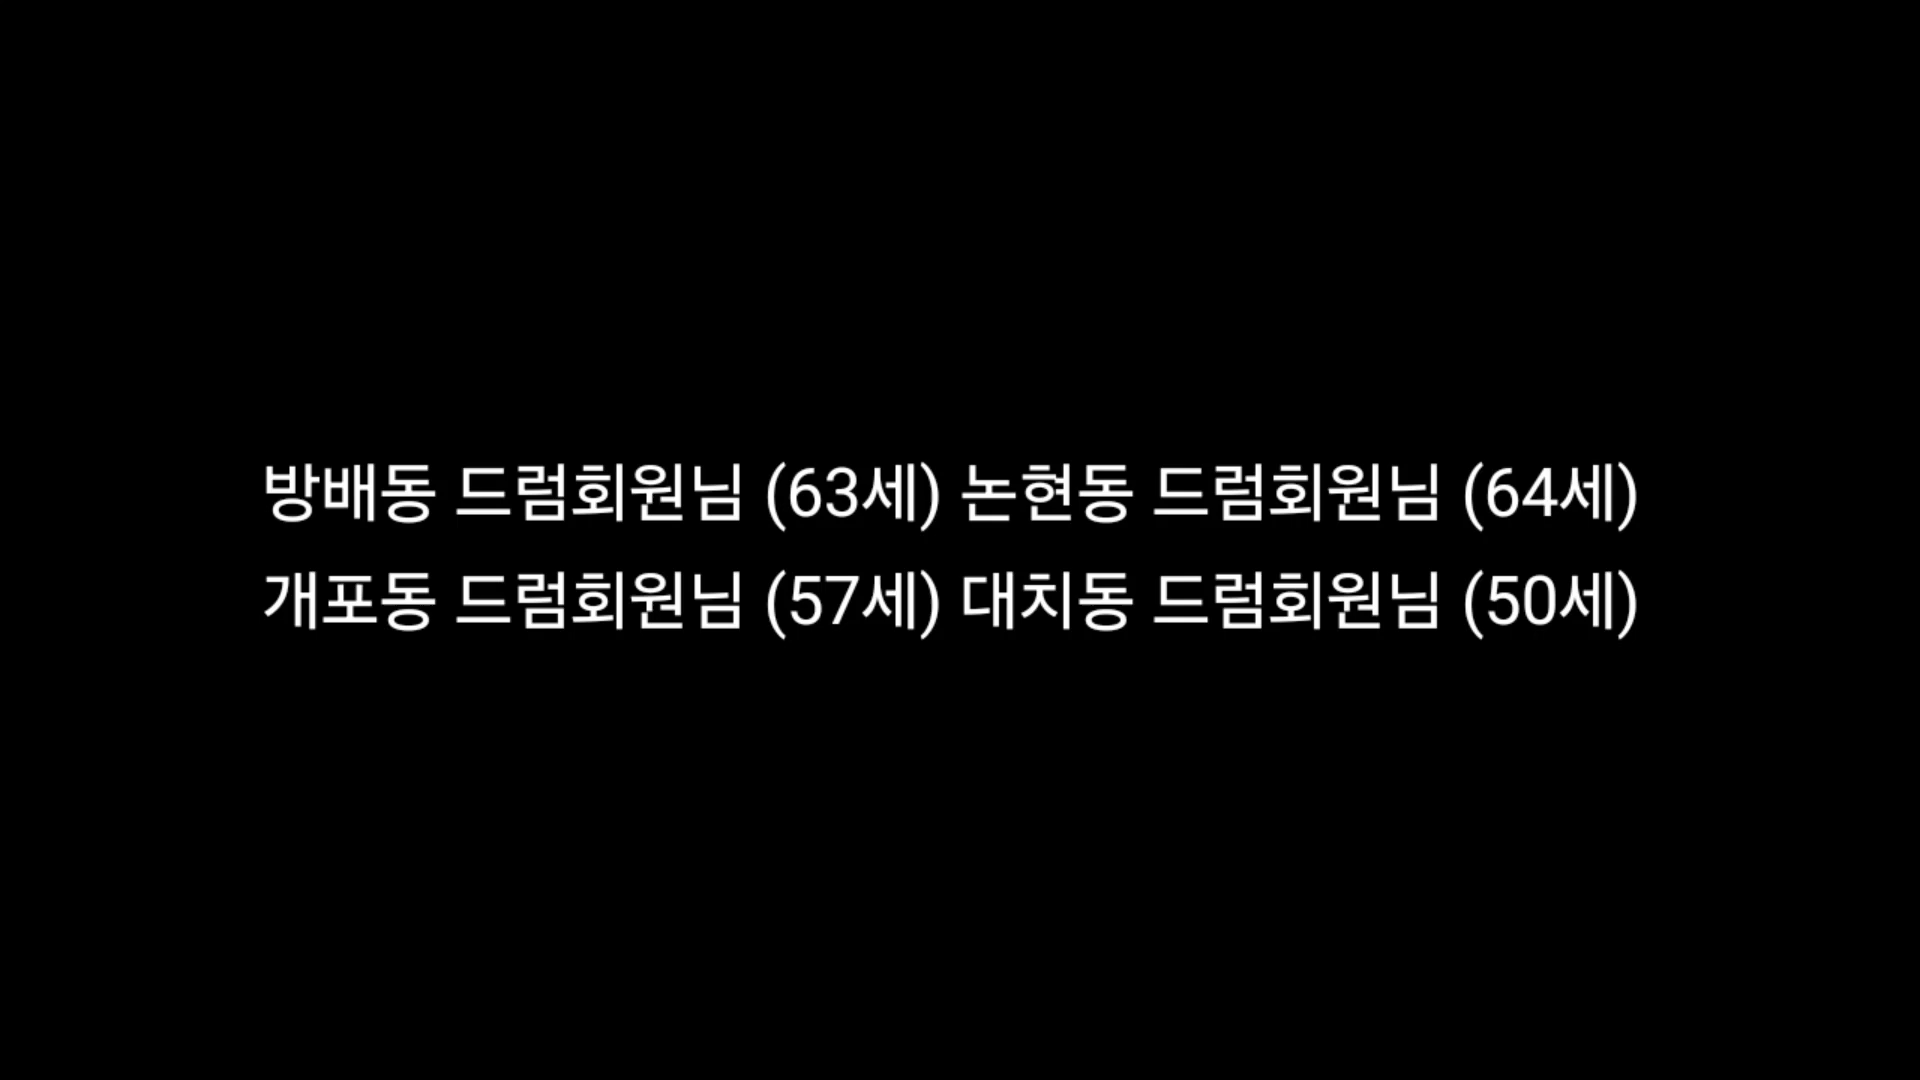 방배동 드럼회원님 (63세) 논현동 드럼회원님 (64세)
개포동 드럼회원님 (57세) 대치동 드럼회원님 (50세)